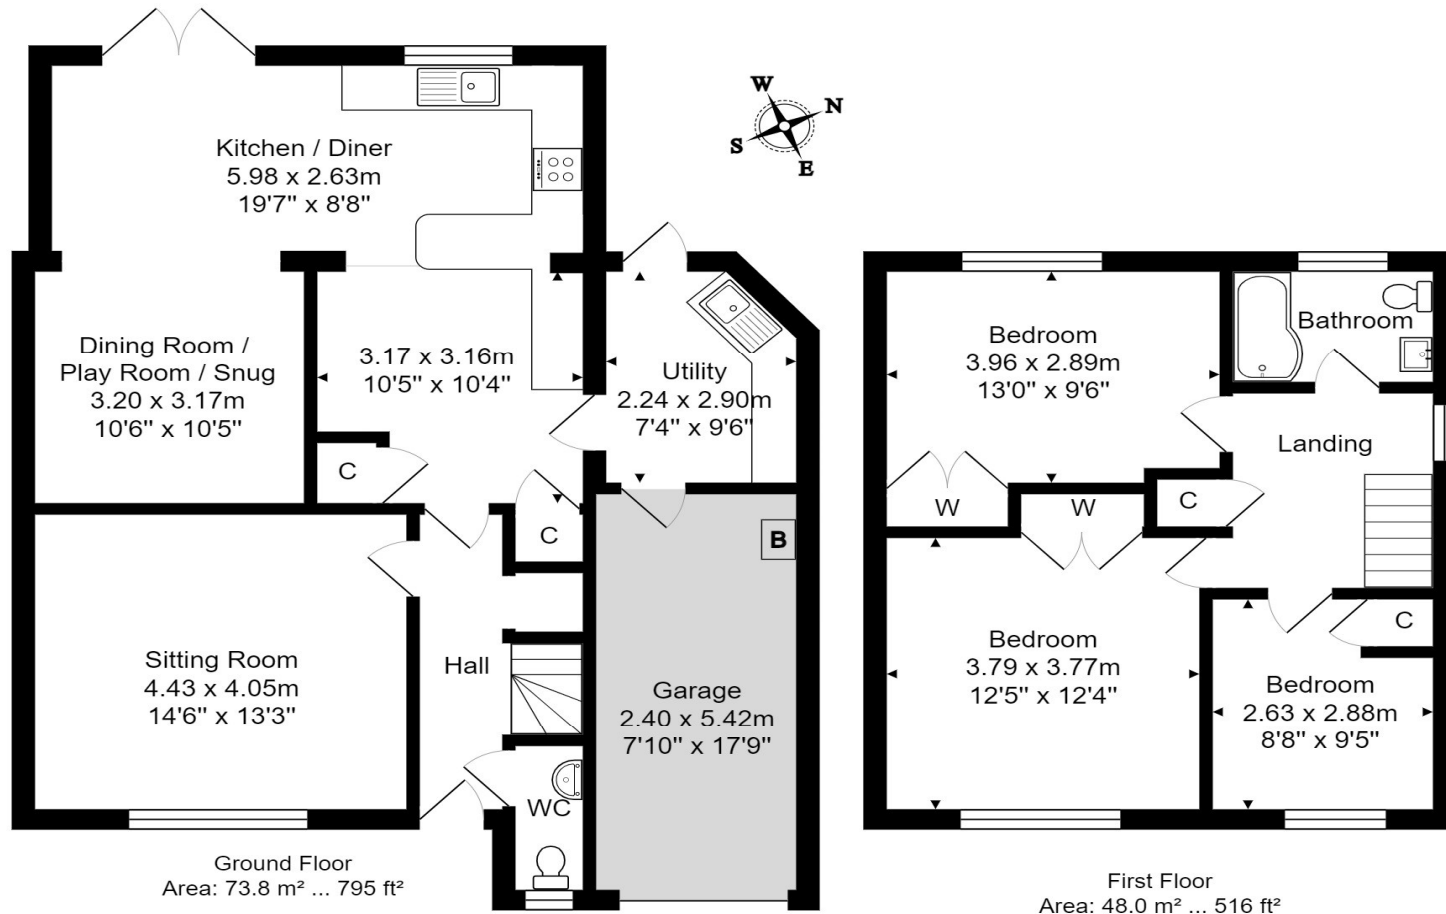 Kitchen / Diner
5.98 x 2.63m
19'7" x 8'8"
W
N
S
E
Dining Room /
Play Room / Snug
3.20 x 3.17m
10'6" x 10'5"
3.17 x 3.16m
10'5" x 10'4"
Utility
2.24 x 2.90m
7'4" x 9'6"
C
C
B
Sitting Room
4.43 x 4.05m
14'6" x 13'3"
Hall
Garage
2.40 x 5.42m
7'10" x 17'9"
WC
Ground Floor
Area: 73.8 m² ... 795 ft²
Bedroom
3.96 x 2.89m
13'0" x 9'6"
Bathroom
Landing
W
W
C
Bedroom
3.79 x 3.77m
12'5" x 12'4"
C
Bedroom
2.63 x 2.88m
8'8" x 9'5"
First Floor
Area: 48.0 m² ... 516 ft²